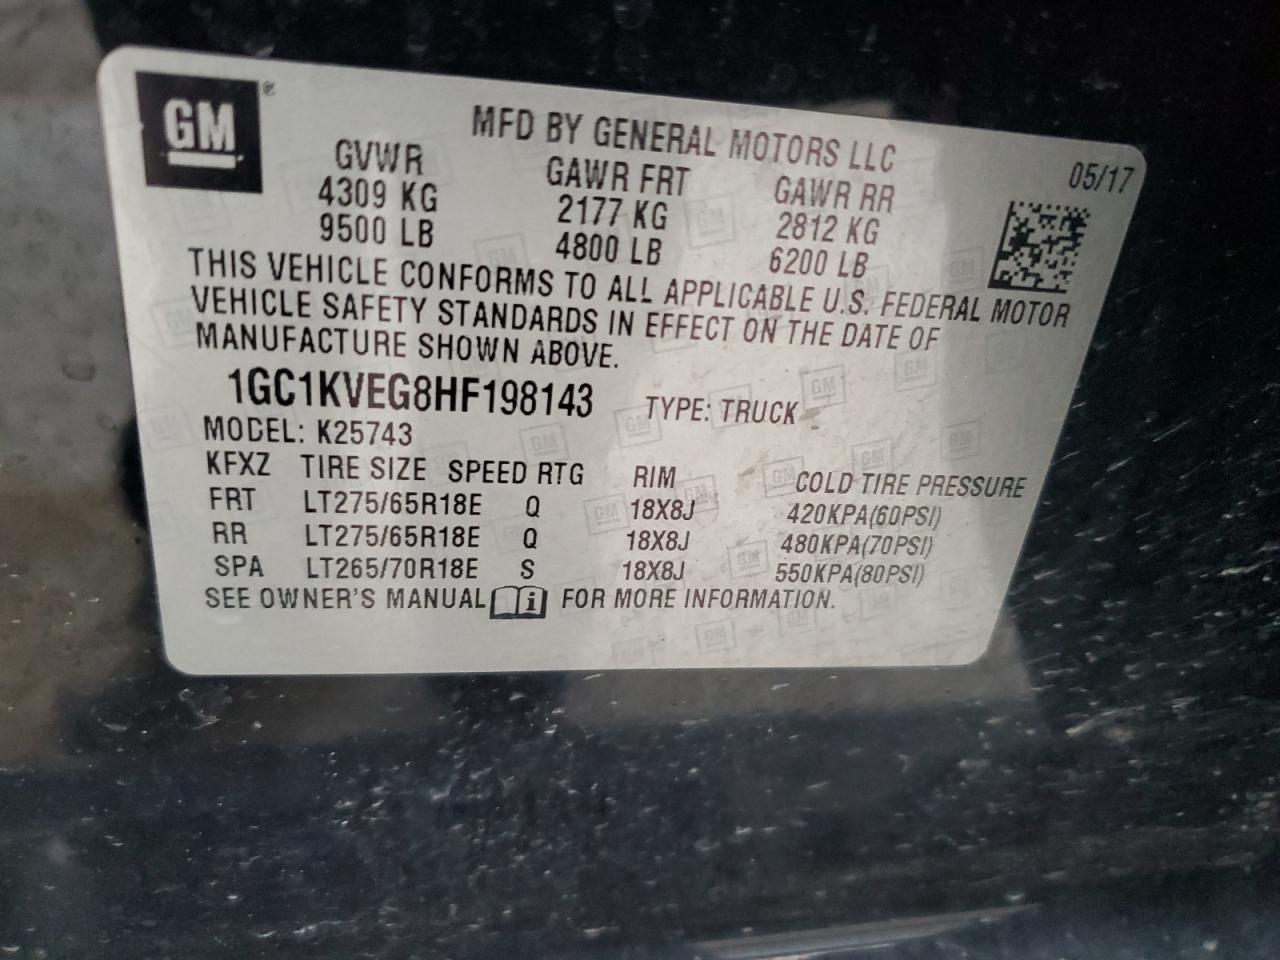 GM
MFD BY GENERAL MOTORS LLC
05/17
GVWR GAWR FRT GAWR RR
4309 KG 2177 KG 2812 KG
9500 LB 4800 LB 6200 LB
THIS VEHICLE CONFORMS TO ALL APPLICABLE U.S. FEDERAL MOTOR
VEHICLE SAFETY STANDARDS IN EFFECT ON THE DATE OF
MANUFACTURE SHOWN ABOVE.
1GC1KVEG8HF198143 TYPE: TRUCK
MODEL: K25743
KFXZ TIRE SIZE SPEED RTG RIM COLD TIRE PRESSURE
FRT LT275/65R18E Q 18X8J 420KPA(60PSI)
RR LT275/65R18E Q 18X8J 480KPA(70PSI)
SPA LT265/70R18E S 18X8J 550KPA(80PSI)
SEE OWNER'S MANUAL i FOR MORE INFORMATION.